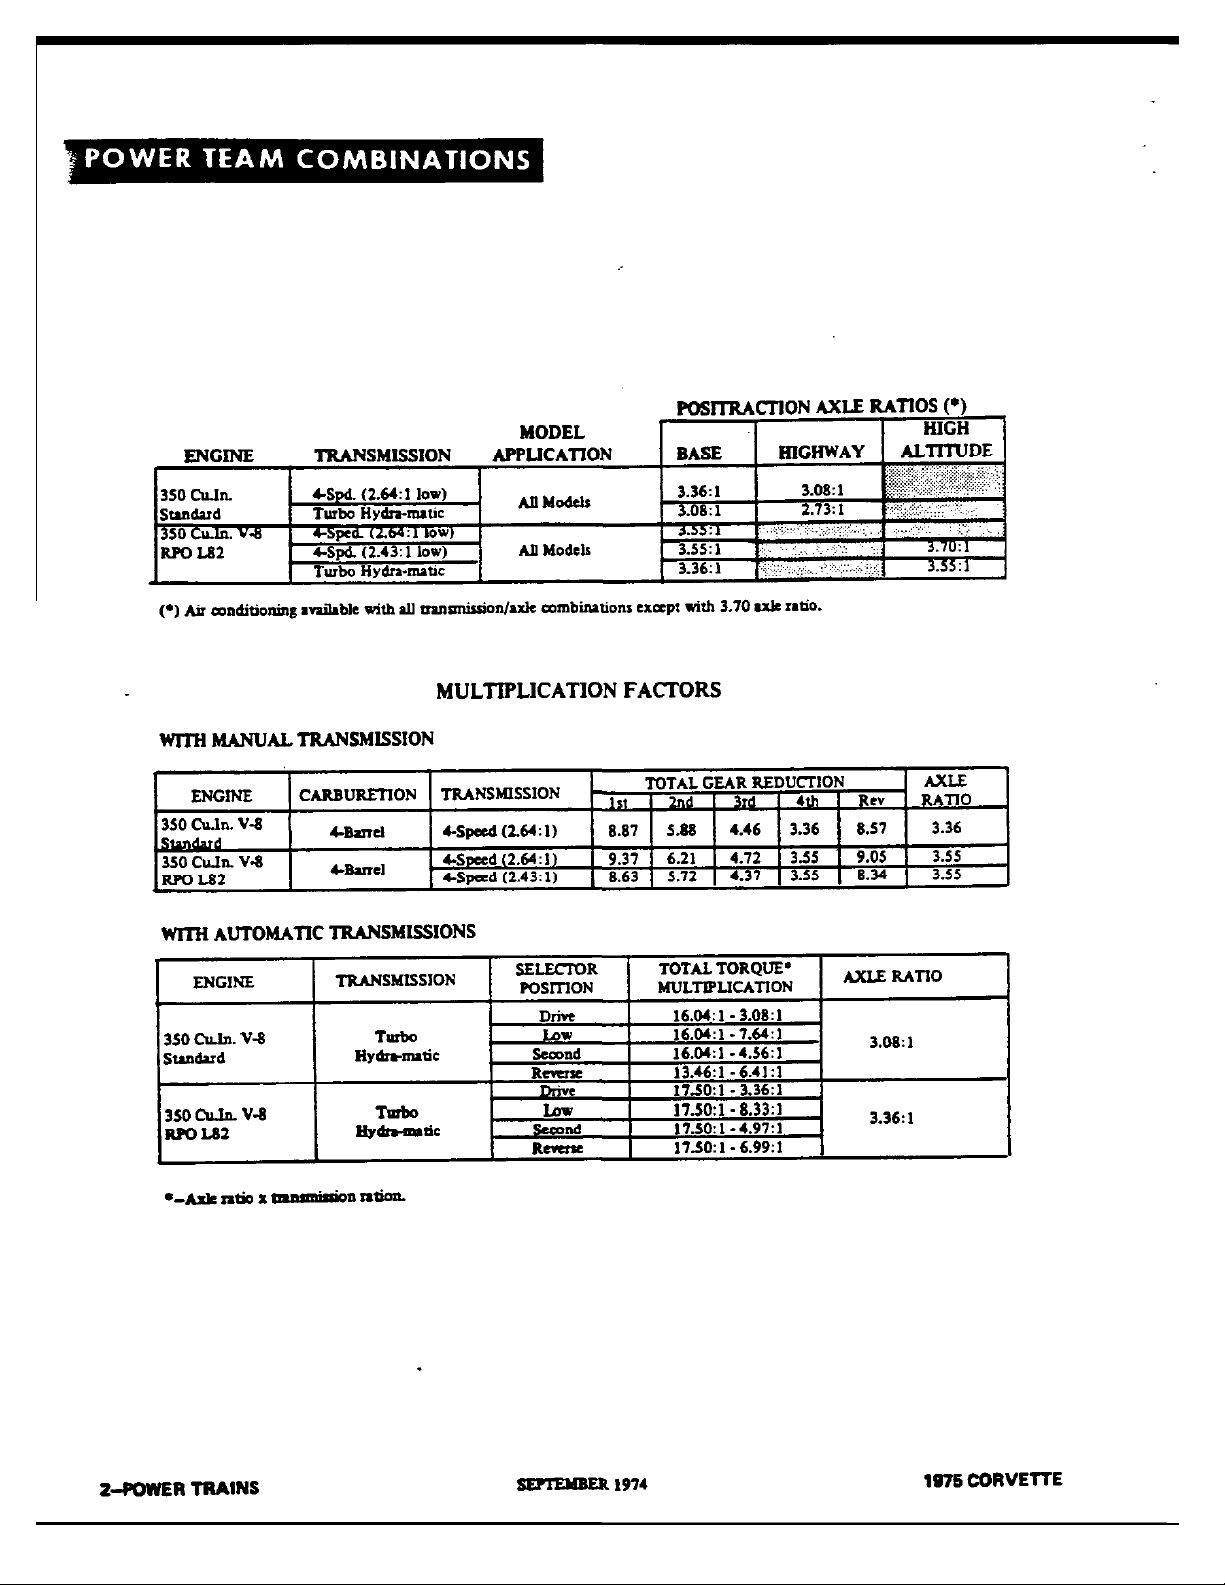 POWER TEAM COMBINATIONS
POSITRACTION AXLE RATIOS (*)
ENGINE TRANSMISSION MODEL APPLICATION BASE HIGHWAY HIGH ALTITUDE
350 Cu.In. Standard 4-Spd. (2.64:1 low) All Models 3.36:1 3.08:1
Turbo Hydra-matic 3.08:1 2.73:1
350 Cu.In. V-8 RPO L82 4-Sped. (2.64:1 low) All Models 3.55:1
4-Spd. (2.43:1 low) 3.55:1 3.70:1
Turbo Hydra-matic 3.36:1 3.55:1
(*) Air conditioning available with all transmission/axle combinations except with 3.70 axle ratio.
MULTIPLICATION FACTORS
WITH MANUAL TRANSMISSION
ENGINE CARBURETION TRANSMISSION TOTAL GEAR REDUCTION AXLE RATIO
1st 2nd 3rd 4th Rev
350 Cu.In. V-8 Standard 4-Barrel 4-Speed (2.64:1) 8.87 5.88 4.46 3.36 8.57 3.36
350 Cu.In. V-8 RPO L82 4-Barrel 4-Speed (2.64:1) 9.37 6.21 4.72 3.55 9.05 3.55
4-Speed (2.43:1) 8.63 5.72 4.37 3.55 8.34 3.55
WITH AUTOMATIC TRANSMISSIONS
ENGINE TRANSMISSION SELECTOR POSITION TOTAL TORQUE* MULTIPLICATION AXLE RATIO
350 Cu.In. V-8 Standard Turbo Hydra-matic Drive 16.04:1 - 3.08:1 3.08:1
Low 16.04:1 - 7.64:1
Second 16.04:1 - 4.56:1
Reverse 13.46:1 - 6.41:1
350 Cu.In. V-8 RPO L82 Turbo Hydra-matic Drive 17.50:1 - 3.36:1 3.36:1
Low 17.50:1 - 8.33:1
Second 17.50:1 - 4.97:1
Reverse 17.50:1 - 6.99:1
*—Axle ratio x transmission ration.
2—POWER TRAINS SEPTEMBER 1974 1975 CORVETTE